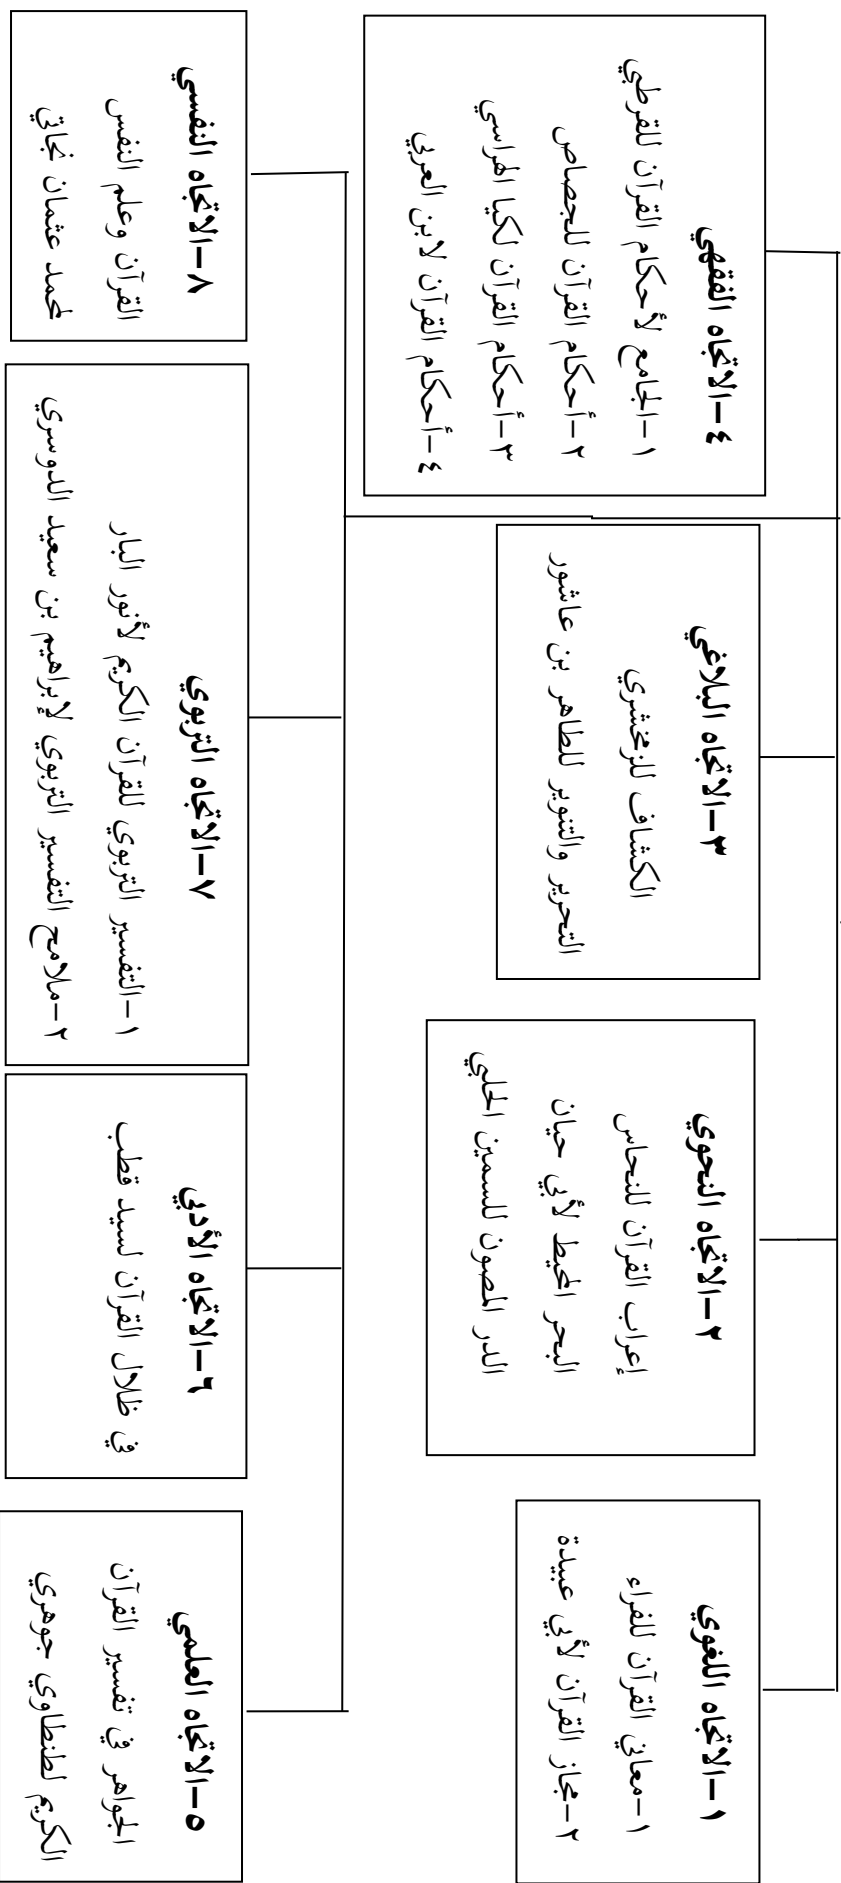 ١-الاتجاه اللغوي
١-معاني القرآن للفراء
٢-مجاز القرآن لأبي عبيدة
٢-الاتجاه النحوي
إعراب القرآن للنحاس
البحر المحيط لأبي حيان
الدر المصون للسمين الحلبي
٣-الاتجاه البلاغي
الكشاف للزمخشري
التحرير والتنوير للطاهر بن عاشور
٤-الاتجاه الفقهي
١-الجامع لأحكام القرآن للقرطبي
٢-أحكام القرآن للجصاص
٣-أحكام القرآن لكيا الهراسي
٤-أحكام القرآن لابن العربي
٥-الاتجاه العلمي
الجواهر في تفسير القرآن
الكريم لطنطاوي جوهري
٦-الاتجاه الأدبي
في ظلال القرآن لسيد قطب
٧-الاتجاه التربوي
١-التفسير التربوي للقرآن الكريم لأنور الباز
٢-ملامح التفسير التربوي لإبراهيم بن سعيد الدوسري
٨-الاتجاه النفسي
القرآن وعلم النفس
لمحمد عثمان نجاتي